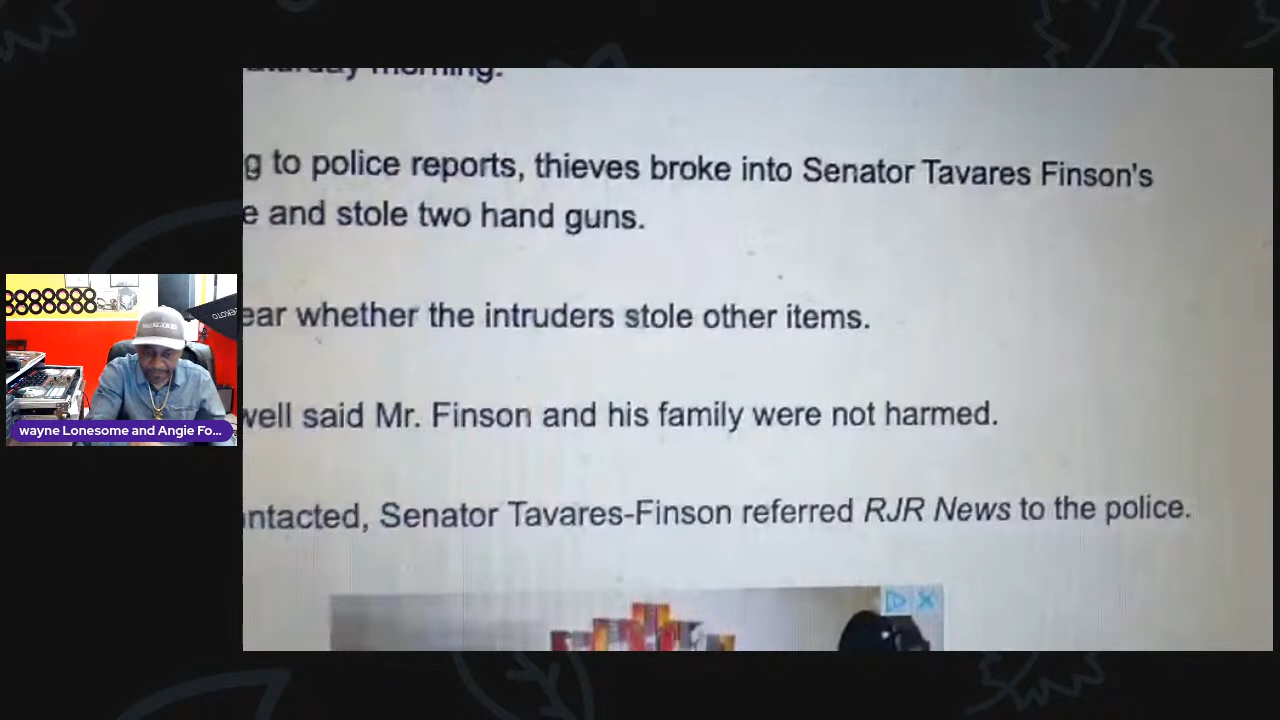 aturday morning.
g to police reports, thieves broke into Senator Tavares Finson's
e and stole two hand guns.
ear whether the intruders stole other items.
well said Mr. Finson and his family were not harmed.
ntacted, Senator Tavares-Finson referred RJR News to the police.
wayne Lonesome and Angie Fo...